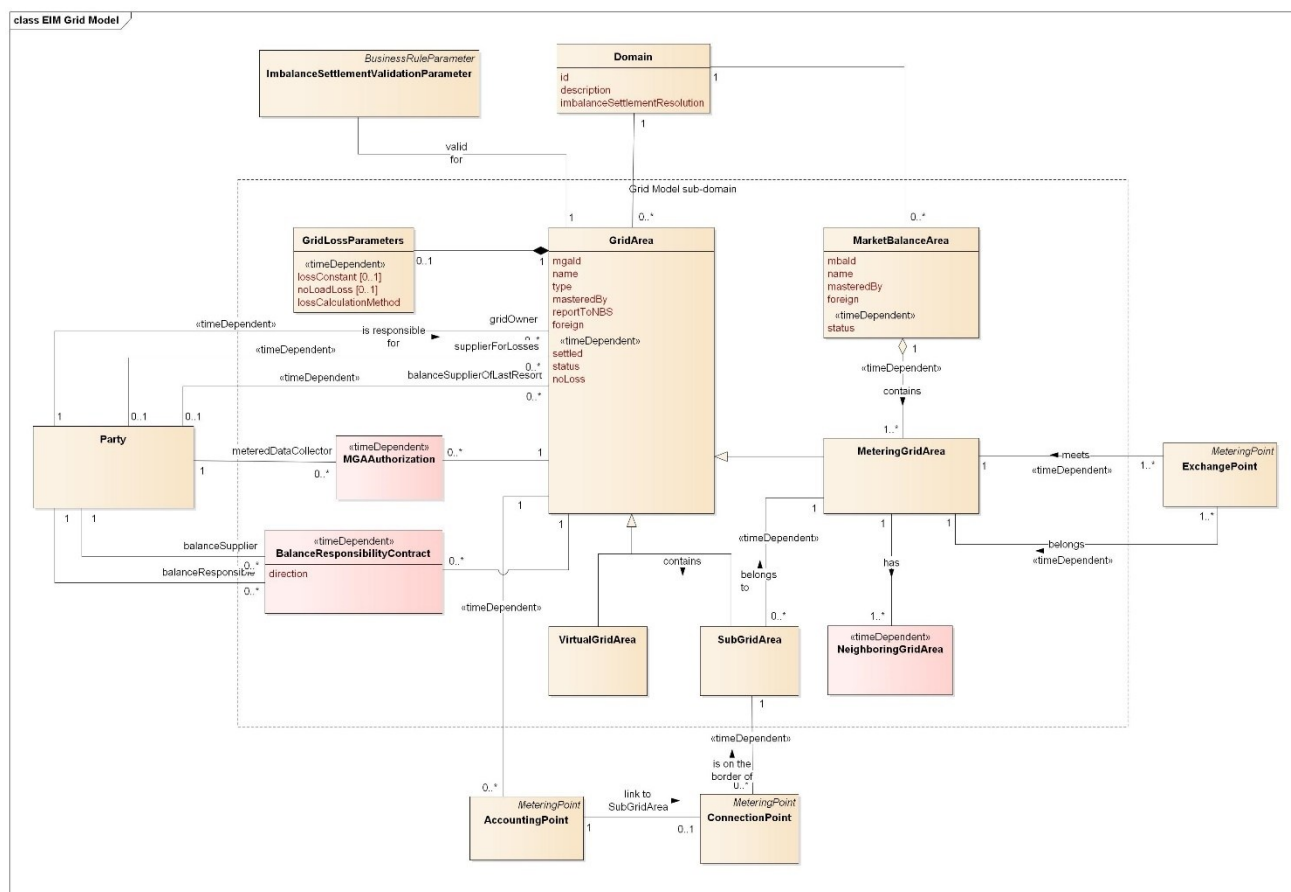 class EIM Grid Model
BusinessRuleParameter
ImbalanceSettlementValidationParameter
Domain
id
description
imbalanceSettlementResolution
1
1
valid
for
1
0..*
0..*
Grid Model sub-domain
GridLossParameters
«timeDependent»
lossConstant [0..1]
noLoadLoss [0..1]
lossCalculationMethod
0..1
1
GridArea
mgaId
name
type
masteredBy
reportToNBS
foreign
«timeDependent»
settled
status
noLoss
MarketBalanceArea
mbaId
name
masteredBy
foreign
«timeDependent»
status
1
«timeDependent»
contains
1..*
«timeDependent»
is responsible
for
gridOwner
0..*
«timeDependent»
supplierForLosses
0..*
«timeDependent»
balanceSupplierOfLastResort
0..*
1
0..1
0..1
Party
1
meteredDataCollector
0..*
«timeDependent»
MGAAuthorization
0..*
1
MeteringGridArea
1
meets
«timeDependent»
1..*
MeteringPoint
ExchangePoint
1..*
1
belongs
«timeDependent»
1
1
balanceSupplier
0..*
balanceResponsible
0..*
«timeDependent»
BalanceResponsibilityContract
direction
0..*
1
1
«timeDependent»
contains
1
«timeDependent»
belongs
to
0..*
1
has
1..*
VirtualGridArea
SubGridArea
«timeDependent»
NeighboringGridArea
1
«timeDependent»
is on the
border of
0..*
0..*
MeteringPoint
AccountingPoint
1
link to
SubGridArea
0..1
MeteringPoint
ConnectionPoint